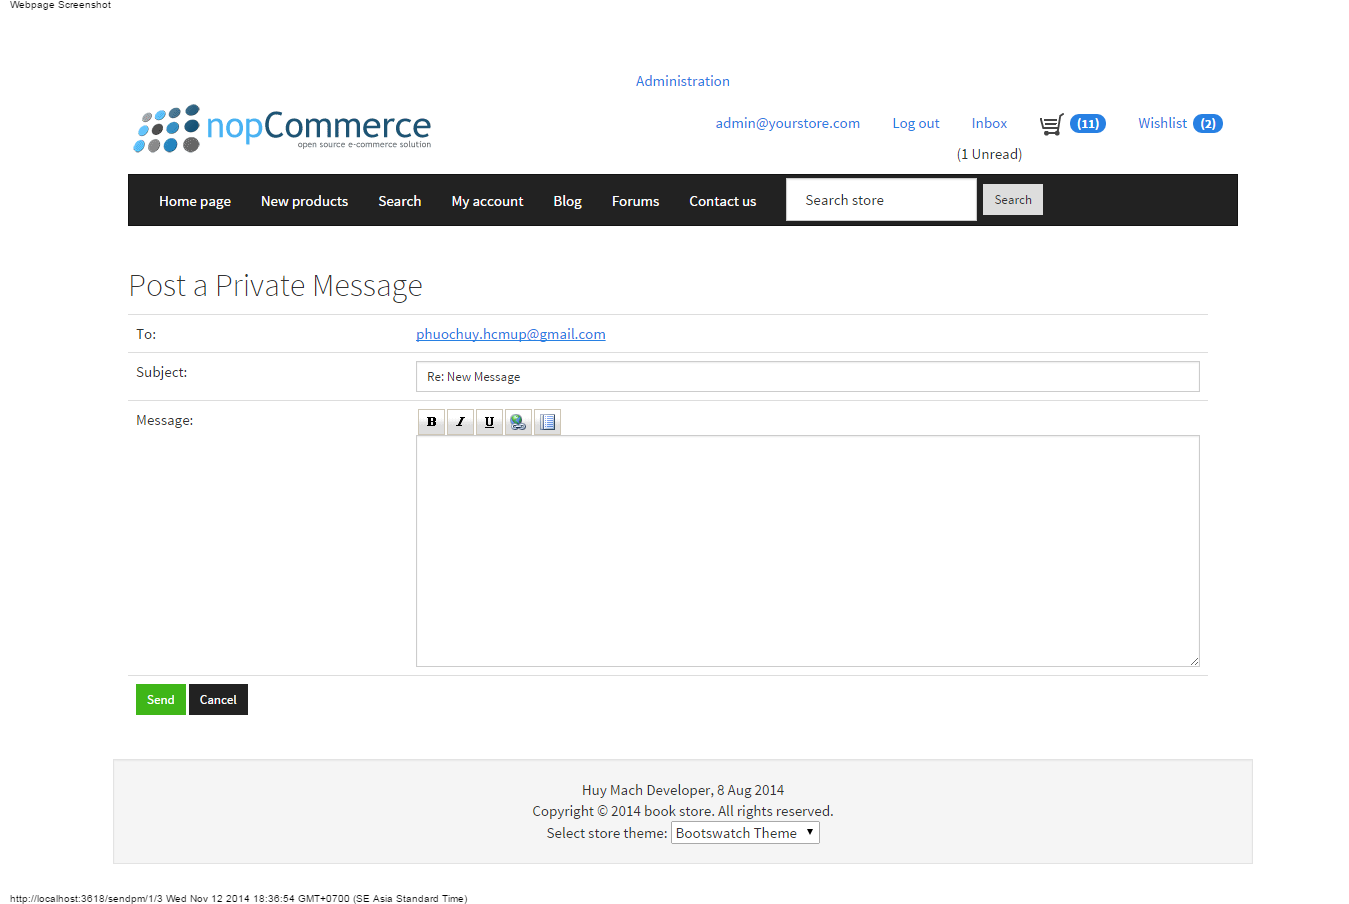 Webpage Screenshot
Administration
nopCommerce
open source e-commerce solution
admin@yourstore.com Log out Inbox (11) Wishlist (2)
(1 Unread)
Home page New products Search My account Blog Forums Contact us Search store Search
Post a Private Message
To: phuochuy.hcmup@gmail.com
Subject: Re: New Message
Message: B I U
Send Cancel
Huy Mach Developer, 8 Aug 2014
Copyright © 2014 book store. All rights reserved.
Select store theme: Bootswatch Theme
http://localhost:3618/sendpm/1/3 Wed Nov 12 2014 18:36:54 GMT+0700 (SE Asia Standard Time)